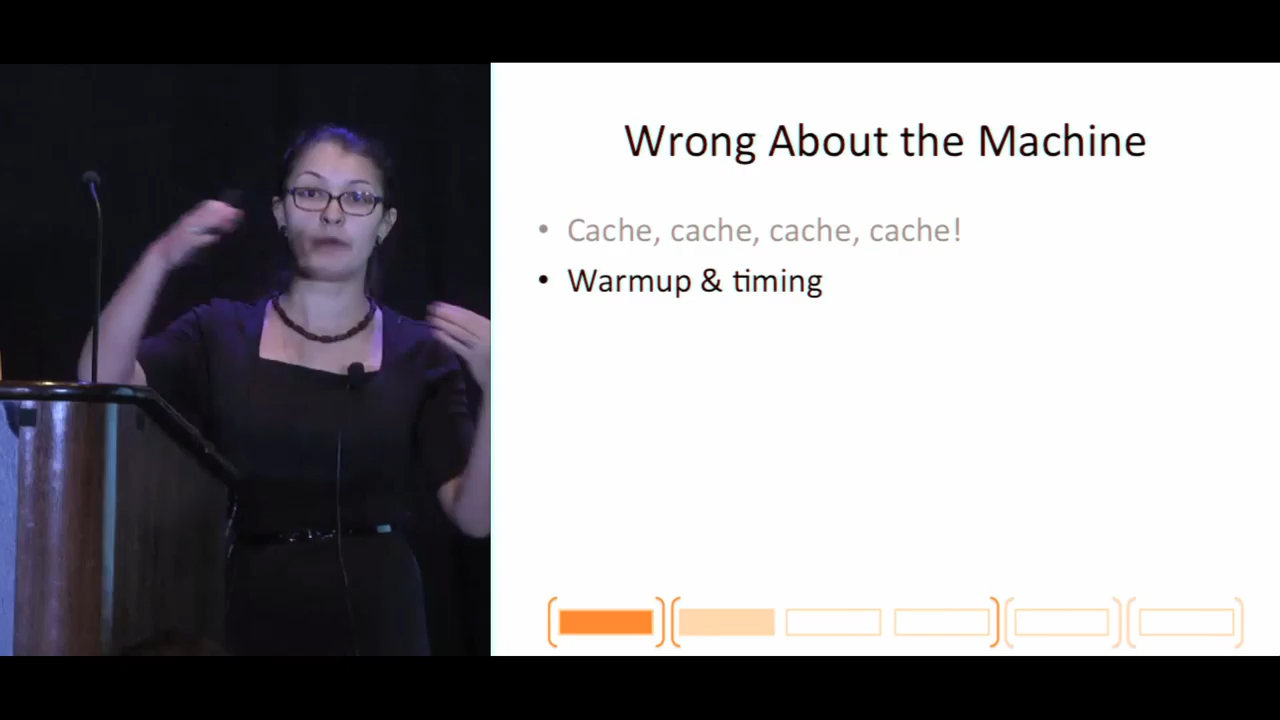 Wrong About the Machine
• Cache, cache, cache, cache!
• Warmup & timing